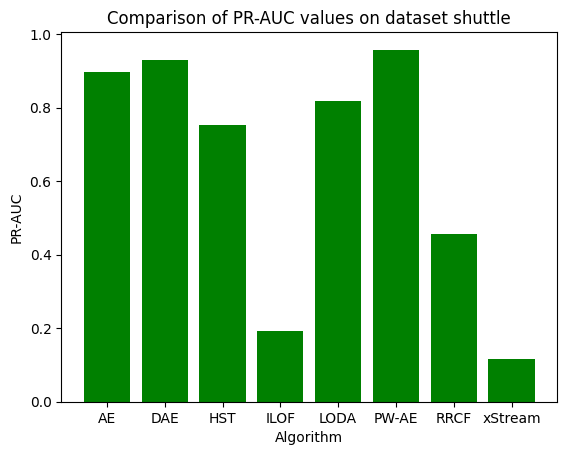 Comparison of PR-AUC values on dataset shuttle
1.0
0.8
0.6
0.4
0.2
0.0
PR-AUC
AE DAE HST ILOF LODA PW-AE RRCF xStream
Algorithm